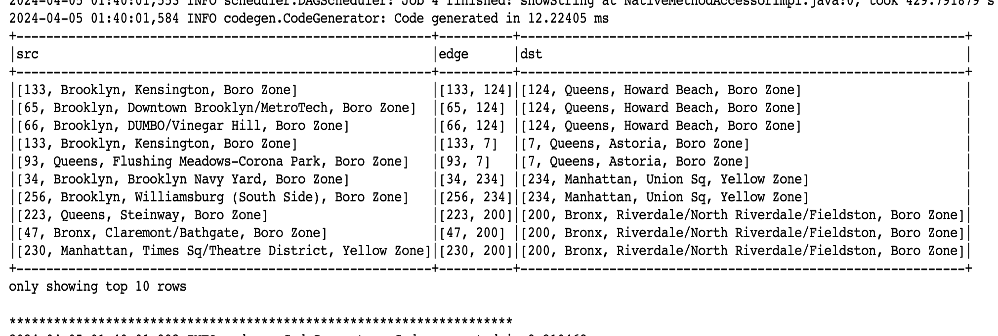 2024-04-05 01:40:01,553 INFO scheduler.DAGScheduler: Job 4 finished: showString at NativeMethodAccessorImpl.java:0, took 429.791879 s
2024-04-05 01:40:01,584 INFO codegen.CodeGenerator: Code generated in 12.22405 ms
+--------------------------------------------------------+----------+------------------------------------------------------------+
|src |edge |dst |
+--------------------------------------------------------+----------+------------------------------------------------------------+
|[133, Brooklyn, Kensington, Boro Zone] |[133, 124]|[124, Queens, Howard Beach, Boro Zone] |
|[65, Brooklyn, Downtown Brooklyn/MetroTech, Boro Zone] |[65, 124] |[124, Queens, Howard Beach, Boro Zone] |
|[66, Brooklyn, DUMBO/Vinegar Hill, Boro Zone] |[66, 124] |[124, Queens, Howard Beach, Boro Zone] |
|[133, Brooklyn, Kensington, Boro Zone] |[133, 7] |[7, Queens, Astoria, Boro Zone] |
|[93, Queens, Flushing Meadows-Corona Park, Boro Zone] |[93, 7] |[7, Queens, Astoria, Boro Zone] |
|[34, Brooklyn, Brooklyn Navy Yard, Boro Zone] |[34, 234] |[234, Manhattan, Union Sq, Yellow Zone] |
|[256, Brooklyn, Williamsburg (South Side), Boro Zone] |[256, 234]|[234, Manhattan, Union Sq, Yellow Zone] |
|[223, Queens, Steinway, Boro Zone] |[223, 200]|[200, Bronx, Riverdale/North Riverdale/Fieldston, Boro Zone]|
|[47, Bronx, Claremont/Bathgate, Boro Zone] |[47, 200] |[200, Bronx, Riverdale/North Riverdale/Fieldston, Boro Zone]|
|[230, Manhattan, Times Sq/Theatre District, Yellow Zone]|[230, 200]|[200, Bronx, Riverdale/North Riverdale/Fieldston, Boro Zone]|
+--------------------------------------------------------+----------+------------------------------------------------------------+
only showing top 10 rows
********************************************************************